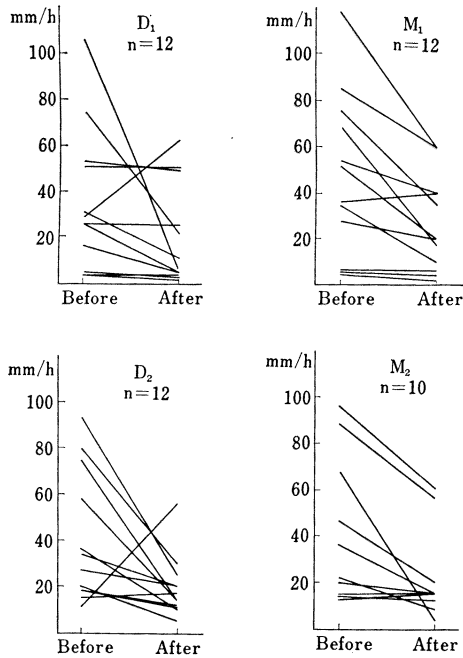 mm/h
D₁
n=12
100
80
60
40
20
Before After
mm/h
M₁
n=12
100
80
60
40
20
Before After
mm/h
D₂
n=12
100
80
60
40
20
Before After
mm/h
M₂
n=10
100
80
60
40
20
Before After